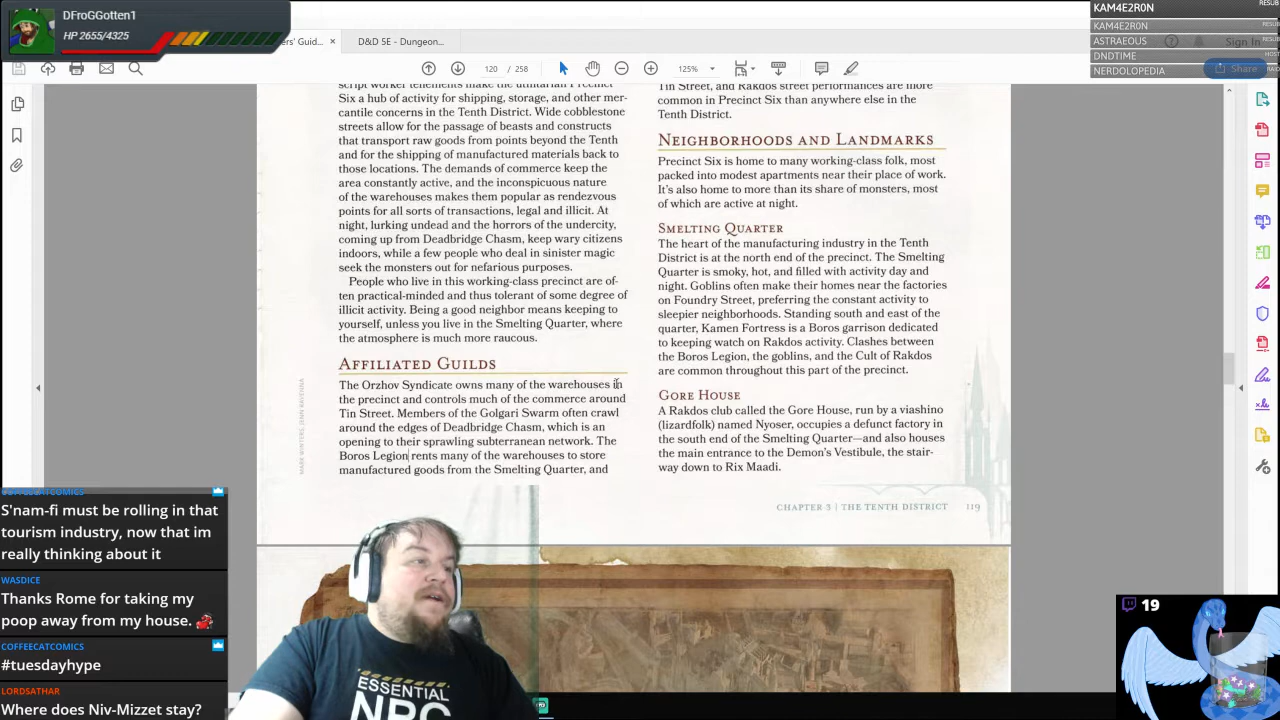 DFroGGotten1
HP 2655/4325
ers' Guid...
D&D 5E - Dungeon...
KAM4E2R0N
RESUB
KAM4E2R0N
RESUB
ASTRAEOUS
RESUB
DNDTIME
HOST
NERDOLOPEDIA
RAID
Sign In
Share
120 / 258
125%
script worker tenements make the utilitarian Precinct
Six a hub of activity for shipping, storage, and other mer-
cantile concerns in the Tenth District. Wide cobblestone
streets allow for the passage of beasts and constructs
that transport raw goods from points beyond the Tenth
and for the shipping of manufactured materials back to
those locations. The demands of commerce keep the
area constantly active, and the inconspicuous nature
of the warehouses makes them popular as rendezvous
points for all sorts of transactions, legal and illicit. At
night, lurking undead and the horrors of the undercity,
coming up from Deadbridge Chasm, keep wary citizens
indoors, while a few people who deal in sinister magic
seek the monsters out for nefarious purposes.
People who live in this working-class precinct are of-
ten practical-minded and thus tolerant of some degree of
illicit activity. Being a good neighbor means keeping to
yourself, unless you live in the Smelting Quarter, where
the atmosphere is much more raucous.
Affiliated Guilds
The Orzhov Syndicate owns many of the warehouses in
the precinct and controls much of the commerce around
Tin Street. Members of the Golgari Swarm often crawl
around the edges of Deadbridge Chasm, which is an
opening to their sprawling subterranean network. The
Boros Legion rents many of the warehouses to store
manufactured goods from the Smelting Quarter, and
MARK WINTERS, JENN RAVENNA
Tin Street, and Rakdos street performances are more
common in Precinct Six than anywhere else in the
Tenth District.
Neighborhoods and Landmarks
Precinct Six is home to many working-class folk, most
packed into modest apartments near their place of work.
It's also home to more than its share of monsters, most
of which are active at night.
Smelting Quarter
The heart of the manufacturing industry in the Tenth
District is at the north end of the precinct. The Smelting
Quarter is smoky, hot, and filled with activity day and
night. Goblins often make their homes near the factories
on Foundry Street, preferring the constant activity to
sleepier neighborhoods. Standing south and east of the
quarter, Kamen Fortress is a Boros garrison dedicated
to keeping watch on Rakdos activity. Clashes between
the Boros Legion, the goblins, and the Cult of Rakdos
are common throughout this part of the precinct.
Gore House
A Rakdos club called the Gore House, run by a viashino
(lizardfolk) named Nyoser, occupies a defunct factory in
the south end of the Smelting Quarter—and also houses
the main entrance to the Demon's Vestibule, the stair-
way down to Rix Maadi.
CHAPTER 3 | THE TENTH DISTRICT 119
COFFEECATCOMICS
S'nam-fi must be rolling in that
tourism industry, now that im
really thinking about it
WASDICE
Thanks Rome for taking my
poop away from my house.
COFFEECATCOMICS
#tuesdayhype
LORDSATHAR
Where does Niv-Mizzet stay?
ESSENTIAL
NPC
19